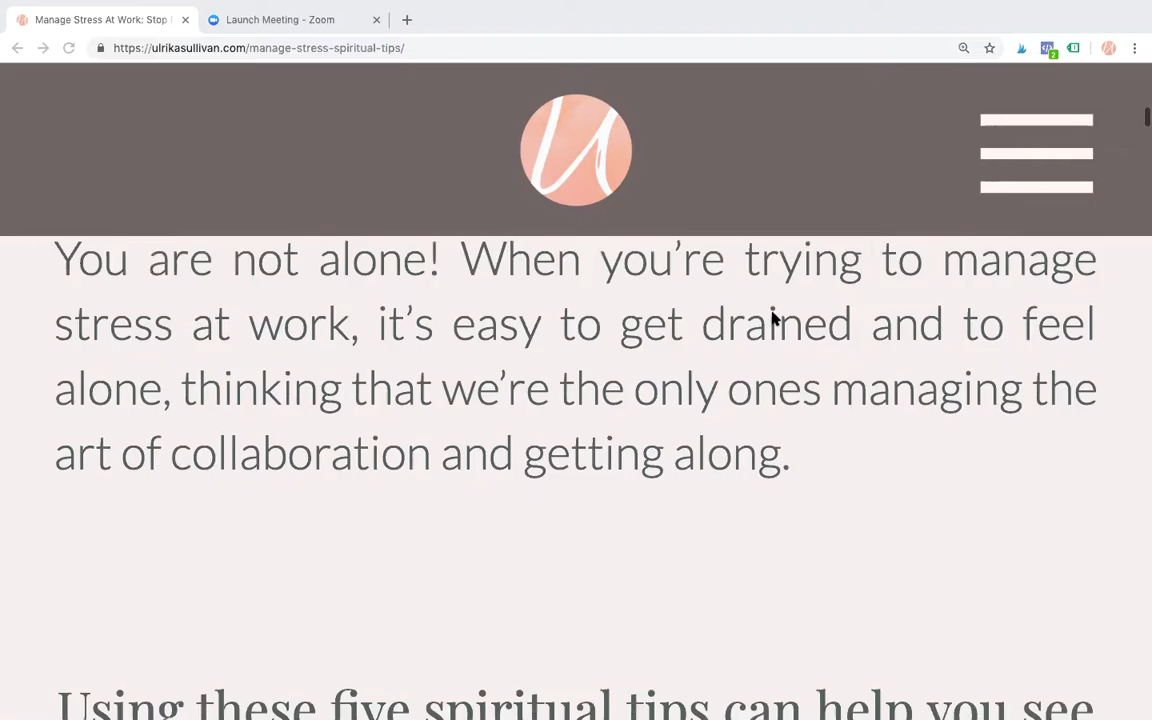 Manage Stress At Work: Stop
Launch Meeting - Zoom
https://ulrikasullivan.com/manage-stress-spiritual-tips/
2
U
You are not alone! When you’re trying to manage
stress at work, it’s easy to get drained and to feel
alone, thinking that we’re the only ones managing the
art of collaboration and getting along.
Using these five spiritual tips can help you see